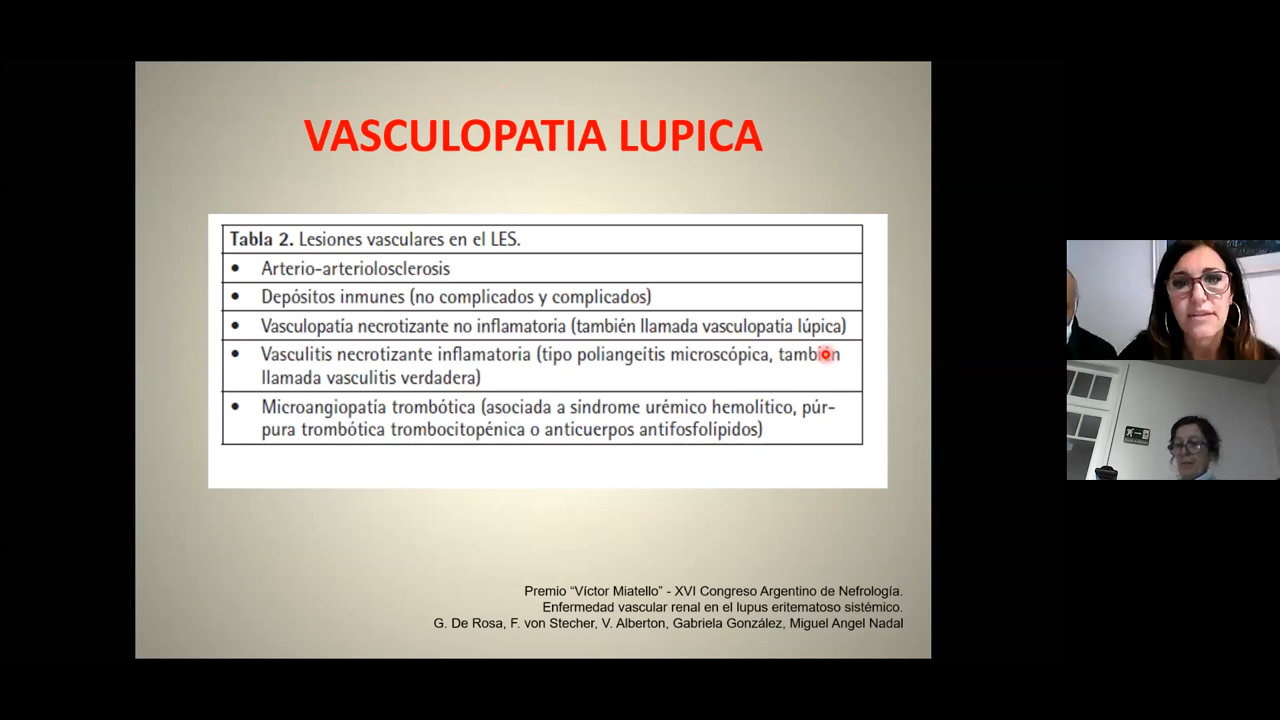 VASCULOPATIA LUPICA
Tabla 2. Lesiones vasculares en el LES.
• Arterio-arteriolosclerosis
• Depósitos inmunes (no complicados y complicados)
• Vasculopatía necrotizante no inflamatoria (también llamada vasculopatía lúpica)
• Vasculitis necrotizante inflamatoria (tipo poliangeítis microscópica, también
llamada vasculitis verdadera)
• Microangiopatía trombótica (asociada a síndrome urémico hemolítico, púr-
pura trombótica trombocitopénica o anticuerpos antifosfolípidos)
Premio “Víctor Miatello” - XVI Congreso Argentino de Nefrología.
Enfermedad vascular renal en el lupus eritematoso sistémico.
G. De Rosa, F. von Stecher, V. Alberton, Gabriela González, Miguel Angel Nadal